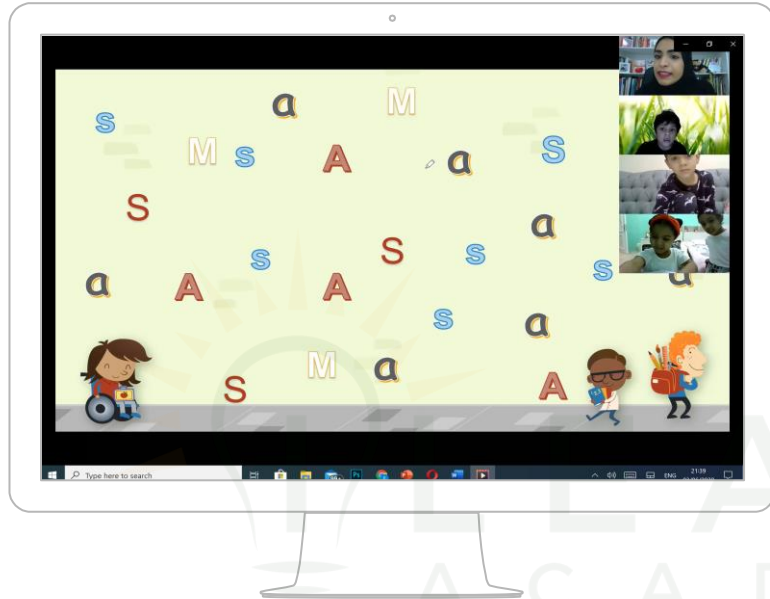 a M
s
M s A a S
S
a
s S s s
a A A a
s a
M a
S A
Type here to search ENG 21:39